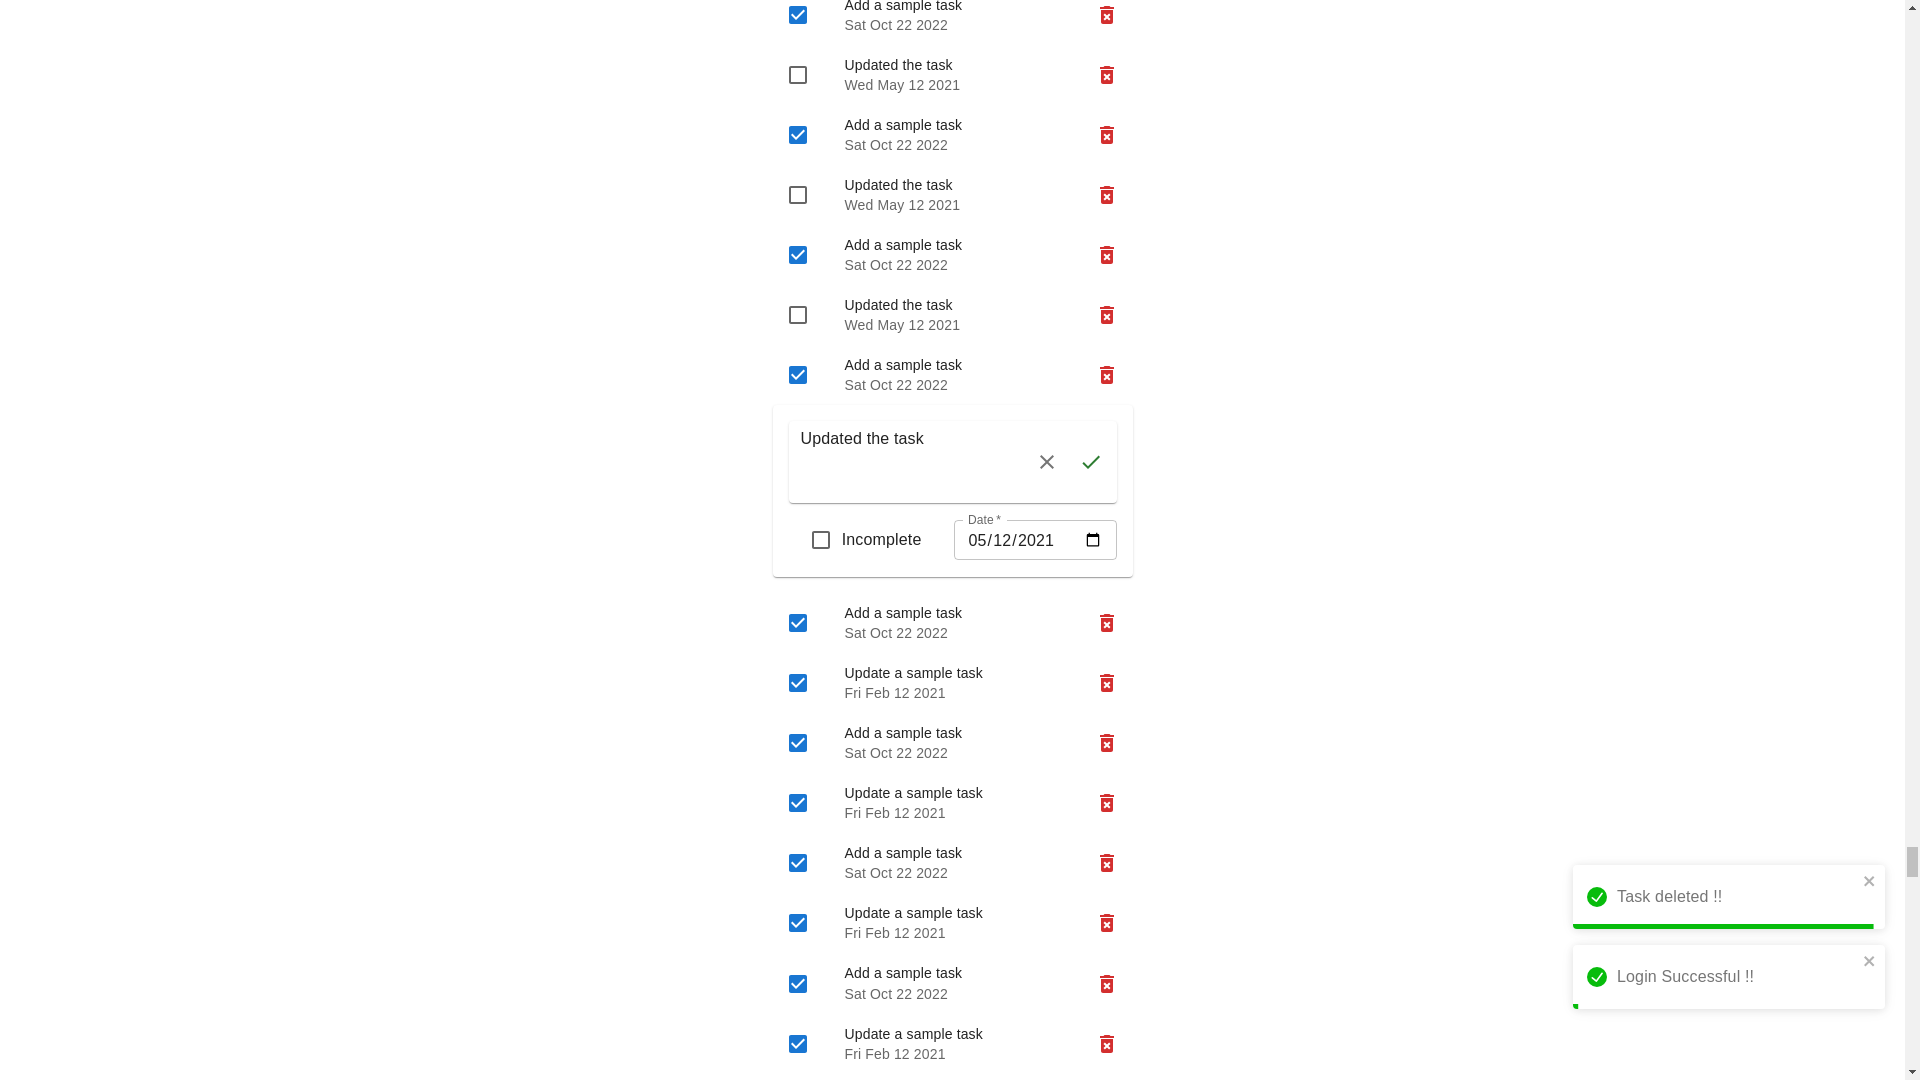 Add a sample task
Sat Oct 22 2022
Updated the task
Wed May 12 2021
Add a sample task
Sat Oct 22 2022
Updated the task
Wed May 12 2021
Add a sample task
Sat Oct 22 2022
Updated the task
Wed May 12 2021
Add a sample task
Sat Oct 22 2022
Updated the task
Date *
Incomplete
05/12/2021
Add a sample task
Sat Oct 22 2022
Update a sample task
Fri Feb 12 2021
Add a sample task
Sat Oct 22 2022
Update a sample task
Fri Feb 12 2021
Add a sample task
Sat Oct 22 2022
Update a sample task
Fri Feb 12 2021
Add a sample task
Sat Oct 22 2022
Update a sample task
Fri Feb 12 2021
Task deleted !!
Login Successful !!